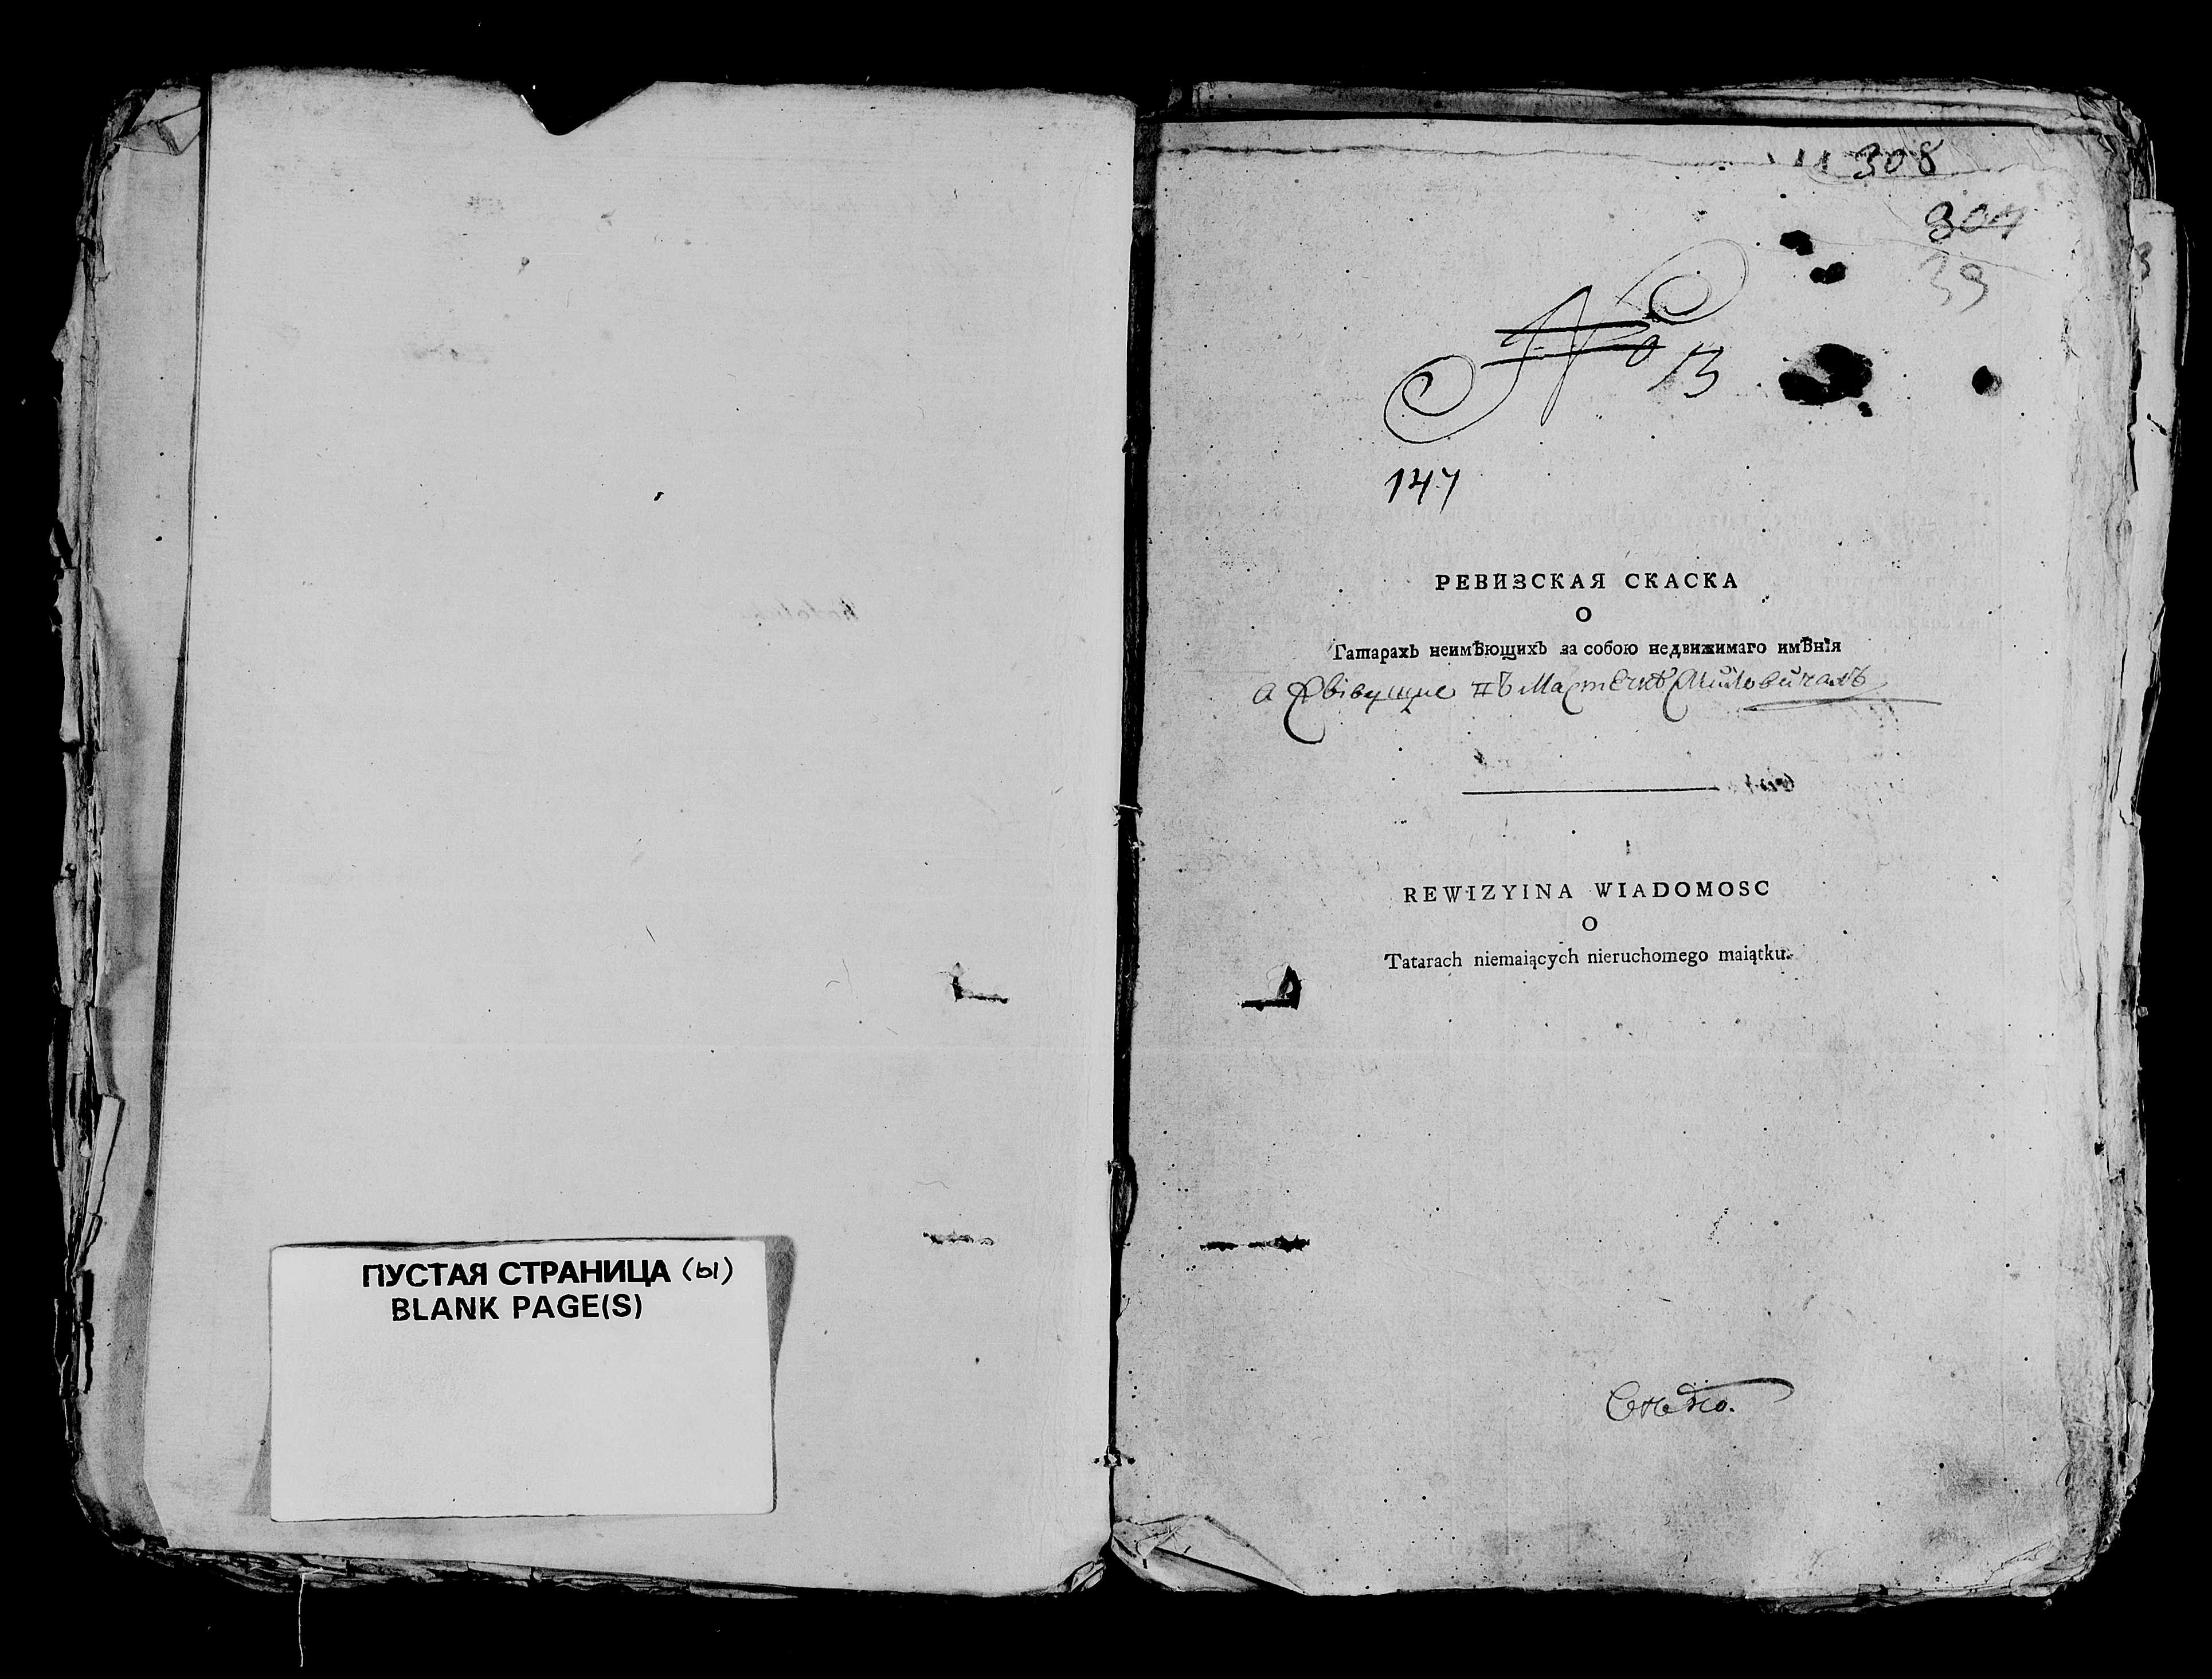 ПУСТАЯ СТРАНИЦА (ы)
BLANK PAGE(S)
308
39
№ 13
147
РЕВИЗСКАЯ СКАСКА
О
Татарахъ неимѣющихъ за собою недвижимаго имѣнія
а
REWIZYINA WIADOMOSC
O
Tatarach niemaiących nieruchomego maiątku.